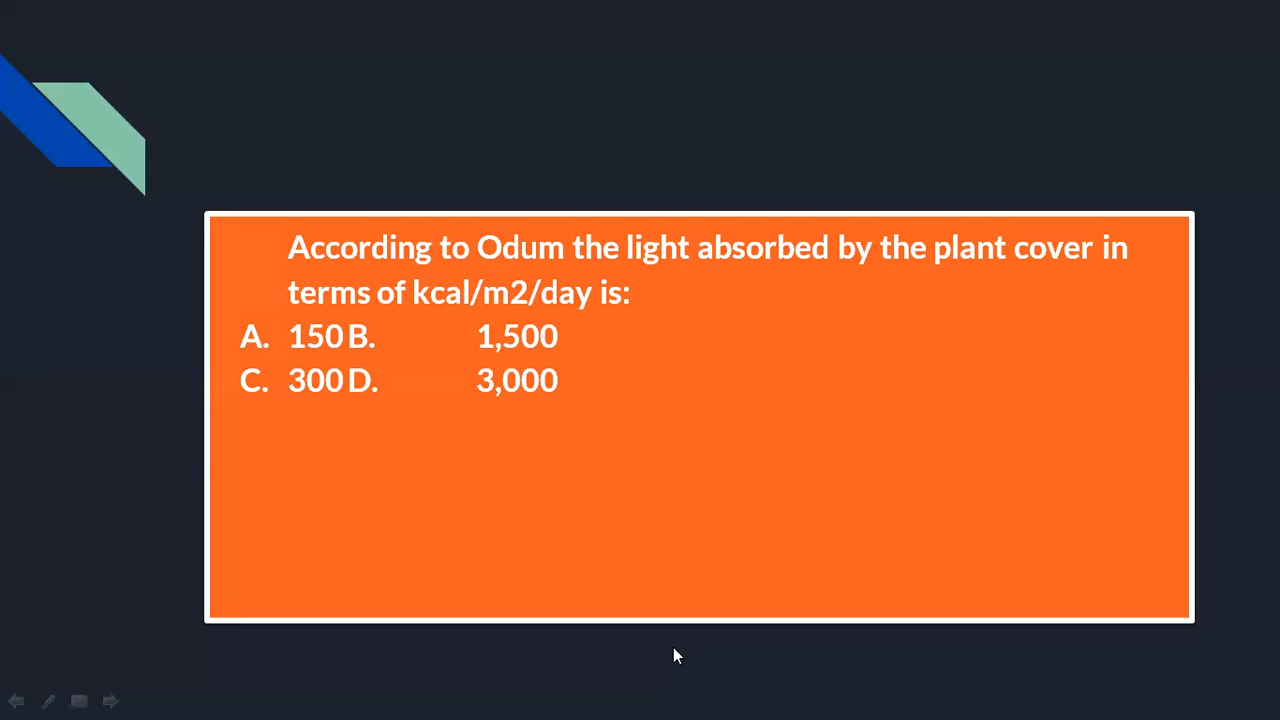 According to Odum the light absorbed by the plant cover in
terms of kcal/m2/day is:
A. 150 B. 1,500
C. 300 D. 3,000